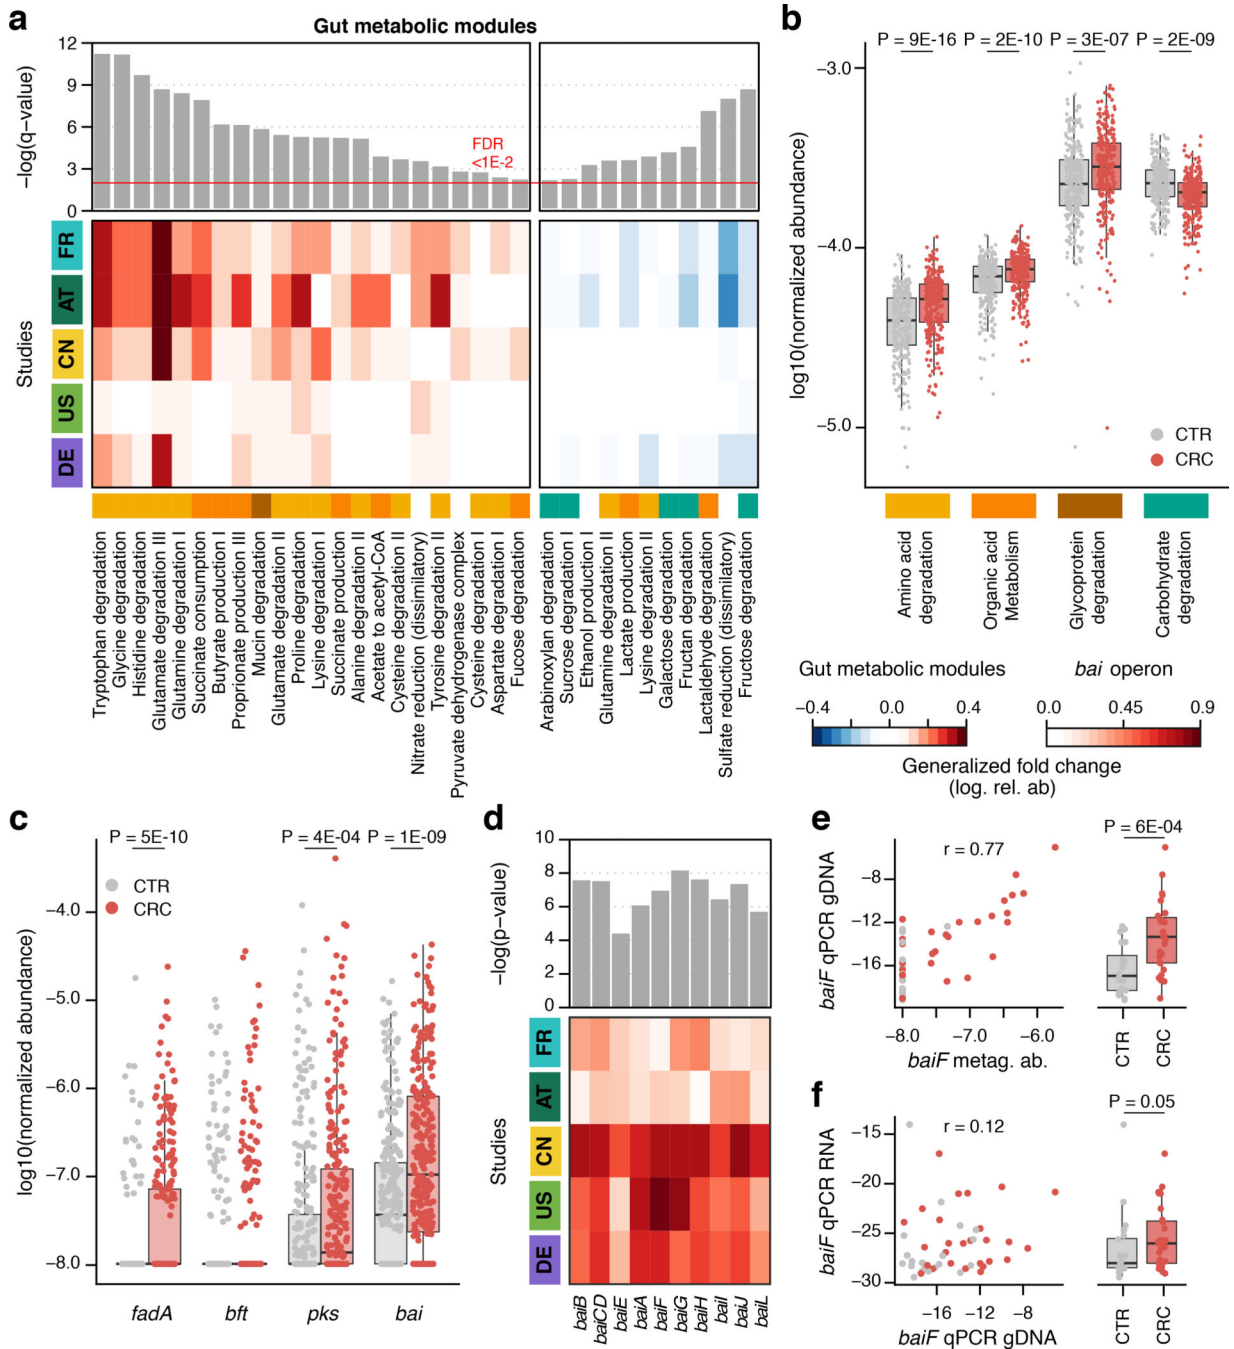 a
Gut metabolic modules
12
9
6
3
0
−log(q-value)
FDR
<1E-2
Studies
FR
AT
CN
US
DE
Tryptophan degradation
Glycine degradation
Histidine degradation
Glutamate degradation III
Glutamine degradation I
Succinate consumption
Butyrate production I
Proprionate production III
Mucin degradation
Glutamate degradation II
Proline degradation
Lysine degradation I
Succinate production
Alanine degradation II
Acetate to acetyl-CoA
Cysteine degradation II
Nitrate reduction (dissimilatory)
Tyrosine degradation II
Pyruvate dehydrogenase complex
Cysteine degradation I
Aspartate degradation I
Fucose degradation
Arabinoxylan degradation
Sucrose degradation I
Ethanol production I
Glutamine degradation II
Lactate production
Lysine degradation II
Galactose degradation
Fructan degradation
Lactaldehyde degradation
Sulfate reduction (dissimilatory)
Fructose degradation
b
P = 9E-16 P = 2E-10 P = 3E-07 P = 2E-09
−3.0
−4.0
−5.0
log10(normalized abundance)
CTR
CRC
Amino acid
degradation
Organic acid
Metabolism
Glycoprotein
degradation
Carbohydrate
degradation
Gut metabolic modules
−0.4 0.0 0.4
bai operon
0.0 0.45 0.9
Generalized fold change
(log. rel. ab)
c
P = 5E-10 P = 4E-04 P = 1E-09
CTR
CRC
−4.0
−5.0
−6.0
−7.0
−8.0
log10(normalized abundance)
fadA bft pks bai
d
10
8
6
4
2
0
−log(p-value)
Studies
FR
AT
CN
US
DE
baiB
baiCD
baiE
baiA
baiF
baiG
baiH
baiI
baiJ
baiL
e
r = 0.77
P = 6E-04
−8
−12
−16
baiF qPCR gDNA
−8.0 −7.0 −6.0
baiF metag. ab.
CTR
CRC
f
r = 0.12
P = 0.05
−15
−20
−25
−30
baiF qPCR RNA
−16 −12 −8
baiF qPCR gDNA
CTR
CRC